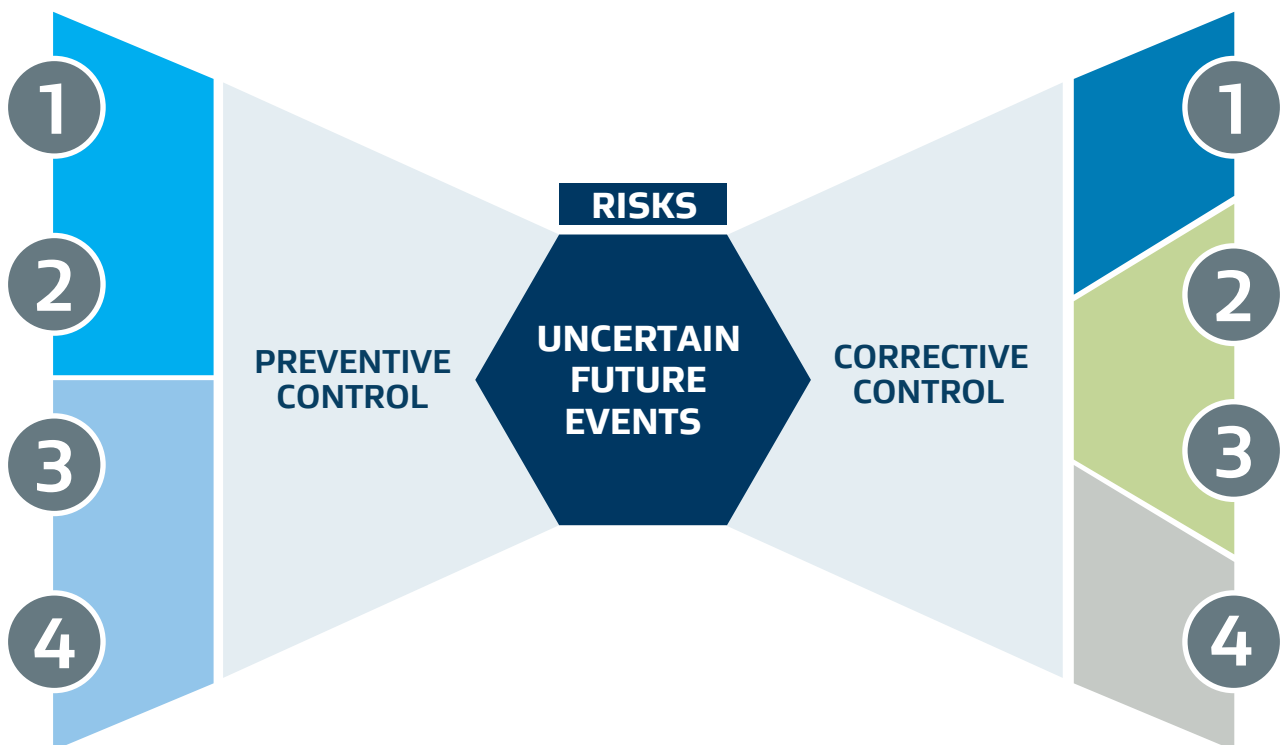 1
2
3
4
PREVENTIVE
CONTROL
RISKS
UNCERTAIN
FUTURE
EVENTS
CORRECTIVE
CONTROL
1
2
3
4